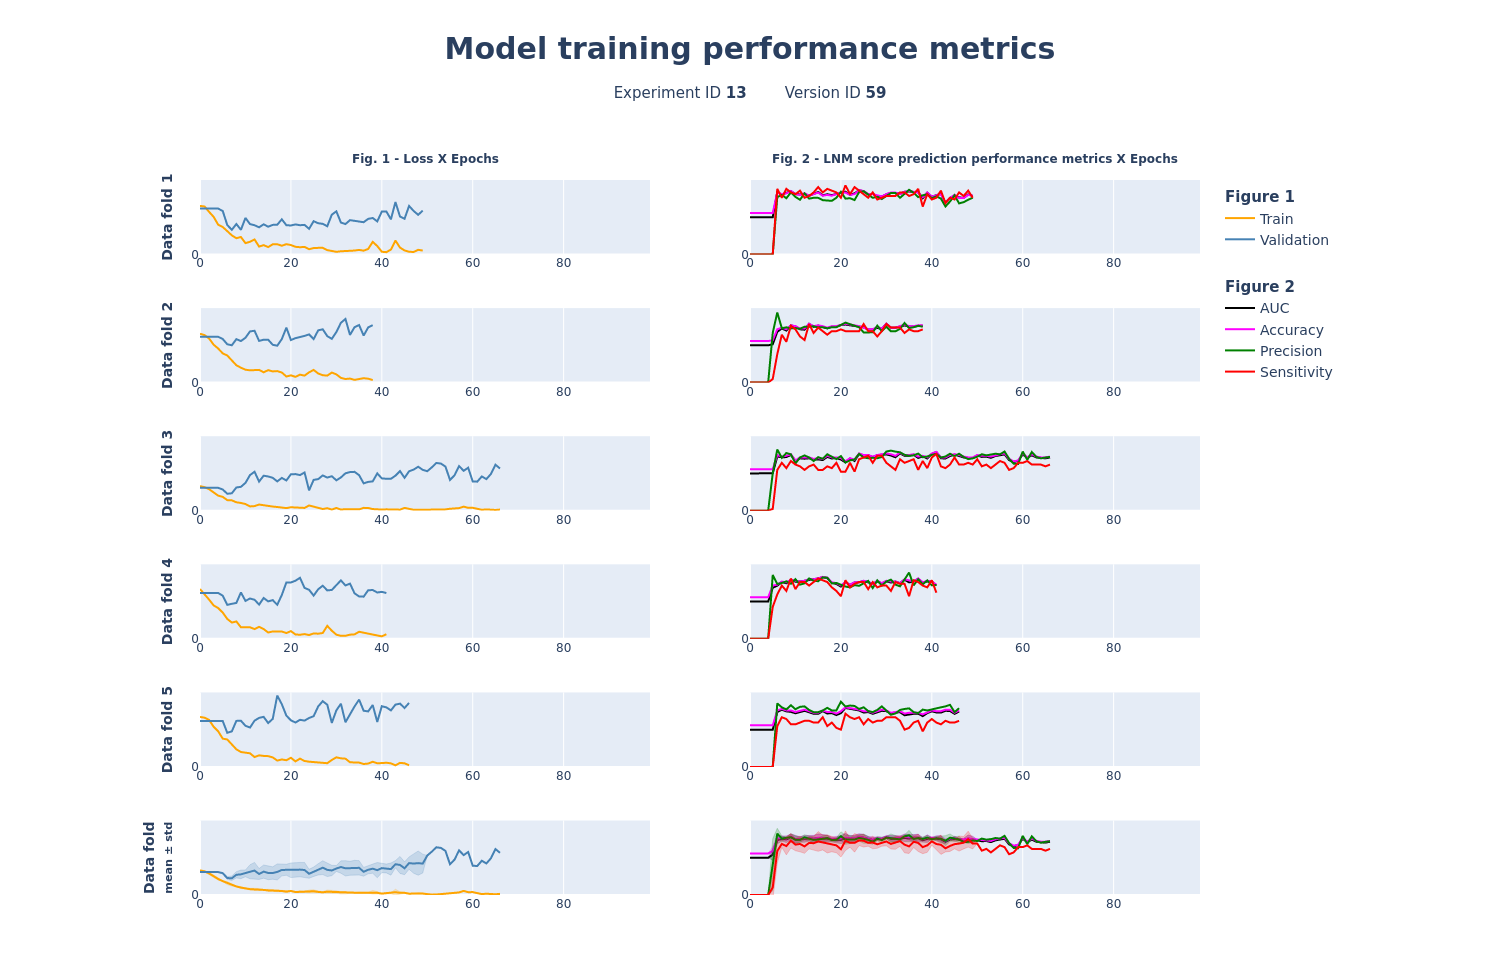 Model training performance metrics
Experiment ID 13 Version ID 59
Fig. 1 - Loss X Epochs
Fig. 2 - LNM score prediction performance metrics X Epochs
Data fold 1
0
0 20 40 60 80
0
0 20 40 60 80
Figure 1
Train
Validation
Figure 2
AUC
Accuracy
Precision
Sensitivity
Data fold 2
0
0 20 40 60 80
0
0 20 40 60 80
Data fold 3
0
0 20 40 60 80
0
0 20 40 60 80
Data fold 4
0
0 20 40 60 80
0
0 20 40 60 80
Data fold 5
0
0 20 40 60 80
0
0 20 40 60 80
Data fold
mean ± std
0
0 20 40 60 80
0
0 20 40 60 80